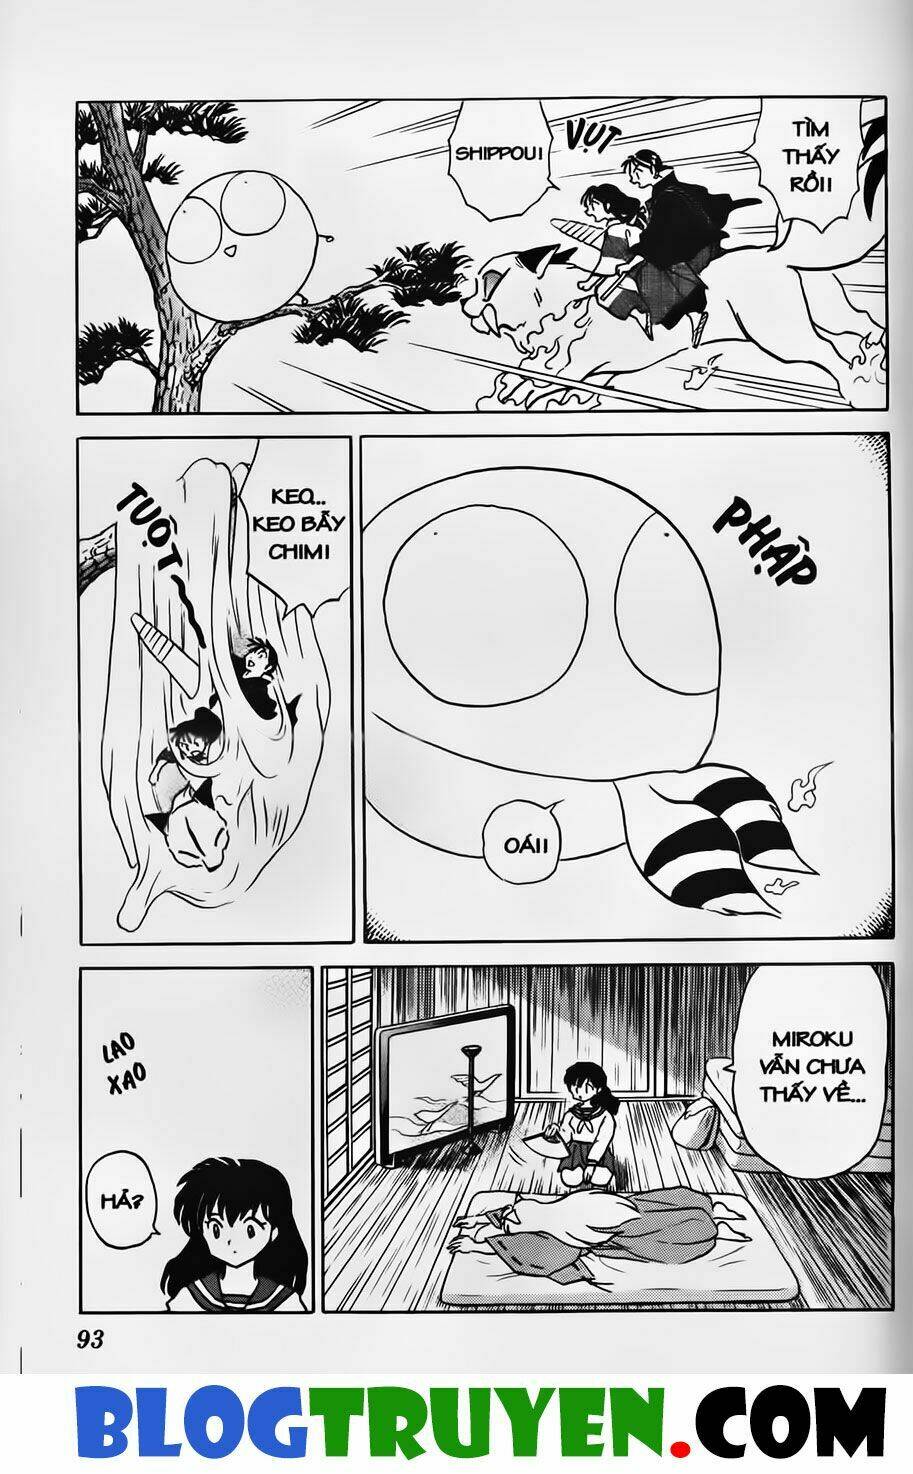 TÌM
THẤY
RỒI!
VỤT
SHIPPOU!
PHẬP
OÁI!
KEO...
KEO BẪY
CHIM!
TUỘT
MIROKU
VẪN CHƯA
THẤY VỀ...
LAO
XAO
HẢ?
93
BLOGTRUYEN.COM